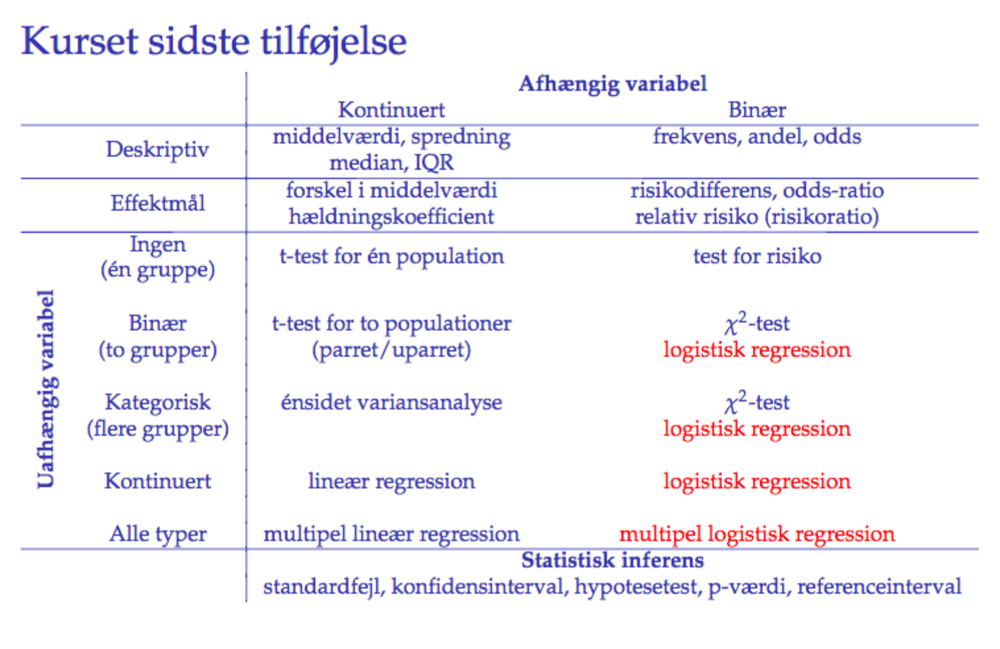 Kurset sidste tilføjelse
Afhængig variabel
Kontinuert Binær
Deskriptiv middelværdi, spredning frekvens, andel, odds
median, IQR
Effektmål forskel i middelværdi risikodifferens, odds-ratio
hældningskoefficient relativ risiko (risikoratio)
Uafhængig variabel
Ingen t-test for én population test for risiko
(én gruppe)
Binær t-test for to populationer χ²-test
(to grupper) (parret/uparret) logistisk regression
Kategorisk énsidet variansanalyse χ²-test
(flere grupper) logistisk regression
Kontinuert lineær regression logistisk regression
Alle typer multipel lineær regression multipel logistisk regression
Statistisk inferens
standardfejl, konfidensinterval, hypotesetest, p-værdi, referenceinterval